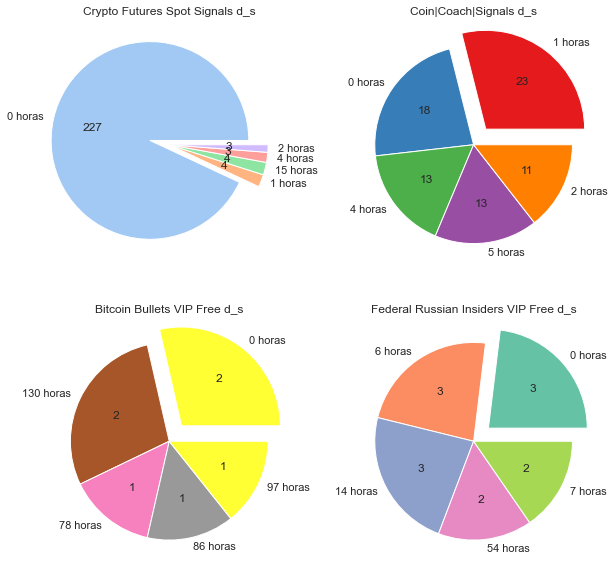 Crypto Futures Spot Signals d_s
0 horas
227
3
2 horas
3
4 horas
4
15 horas
4
1 horas
Coin|Coach|Signals d_s
1 horas
23
0 horas
18
4 horas
13
5 horas
13
2 horas
11
Bitcoin Bullets VIP Free d_s
0 horas
2
130 horas
2
78 horas
1
86 horas
1
97 horas
1
Federal Russian Insiders VIP Free d_s
0 horas
3
6 horas
3
14 horas
3
54 horas
2
7 horas
2